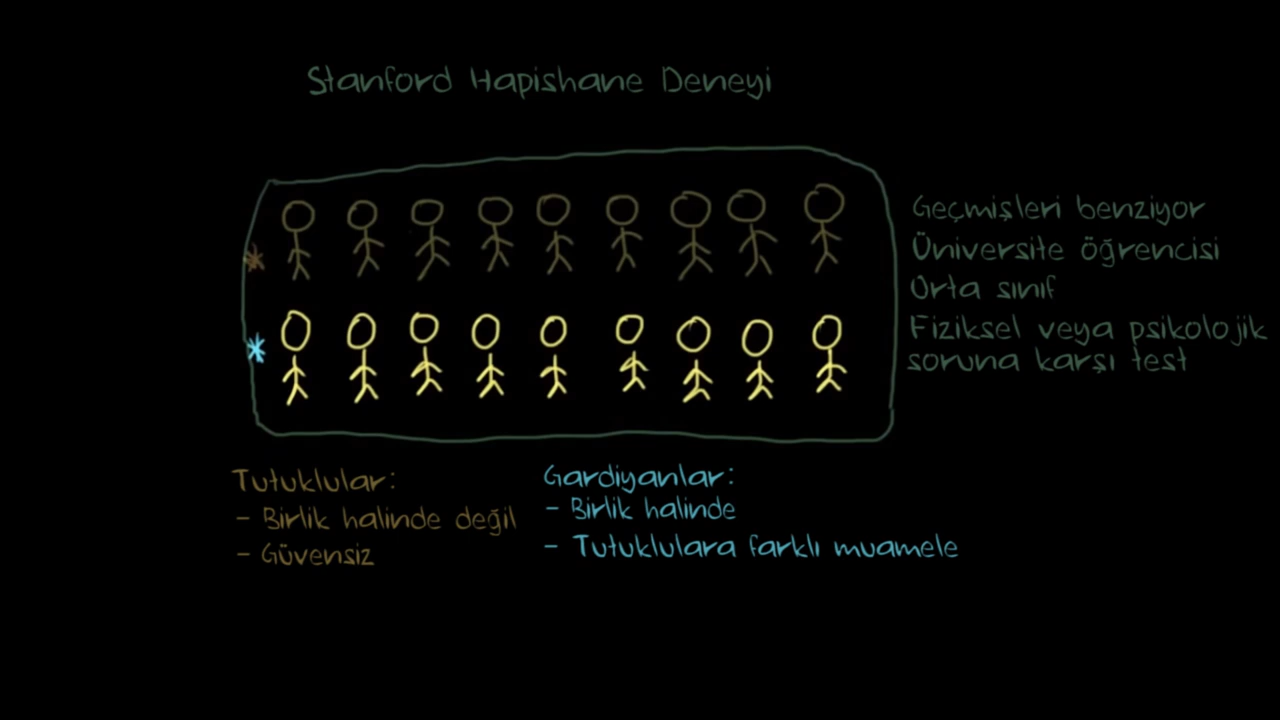 Stanford Hapishane Deneyi
Geçmişleri benziyor
Üniversite öğrencisi
Orta sınıf
Fiziksel veya psikolojik
soruna karşı test
Tutuklular:
- Birlik halinde değil
- Güvensiz
Gardiyanlar:
- Birlik halinde
- Tutuklulara farklı muamele